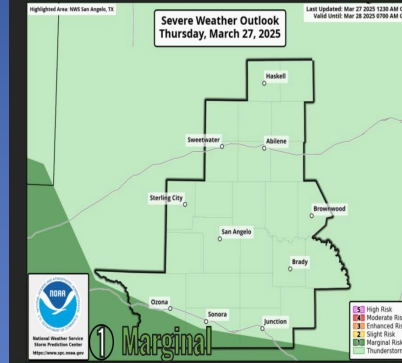 Highlighted Area: NWS San Angelo, TX
Severe Weather Outlook
Thursday, March 27, 2025
Last Updated: Mar 27 2025 1230 AM
Valid Until: Mar 28 2025 0700 AM
Haskell
Sweetwater
Abilene
Sterling City
Brownwood
San Angelo
Brady
Ozona
Sonora
Junction
1 Marginal
NOAA
National Weather Service
Storm Prediction Center
https://www.spc.noaa.gov
5 High Risk
4 Moderate Risk
3 Enhanced Ris
2 Slight Risk
1 Marginal Risk
Thunderstorm